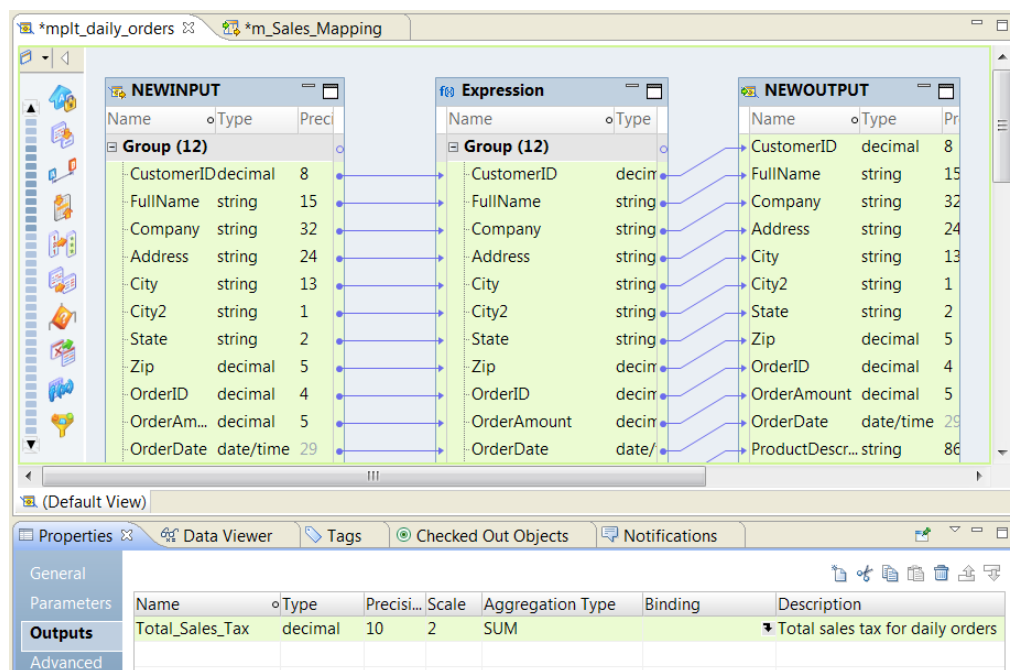 *mplt_daily_orders *m_Sales_Mapping
NEWINPUT Expression NEWOUTPUT
Name Type Preci Name Type Name Type Pr
Group (12) Group (12) CustomerID decimal 8
CustomerID decimal 8 CustomerID decim FullName string 15
FullName string 15 FullName string Company string 32
Company string 32 Company string Address string 24
Address string 24 Address string City string 13
City string 13 City string City2 string 1
City2 string 1 City2 string State string 2
State string 2 State string Zip decimal 5
Zip decimal 5 Zip decim OrderID decimal 4
OrderID decimal 4 OrderID decim OrderAmount decimal 5
OrderAm... decimal 5 OrderAmount decim OrderDate date/time 29
OrderDate date/time 29 OrderDate date/ ProductDescr... string 86
(Default View)
Properties Data Viewer Tags Checked Out Objects Notifications
General
Parameters Name Type Precisi... Scale Aggregation Type Binding Description
Outputs Total_Sales_Tax decimal 10 2 SUM Total sales tax for daily orders
Advanced